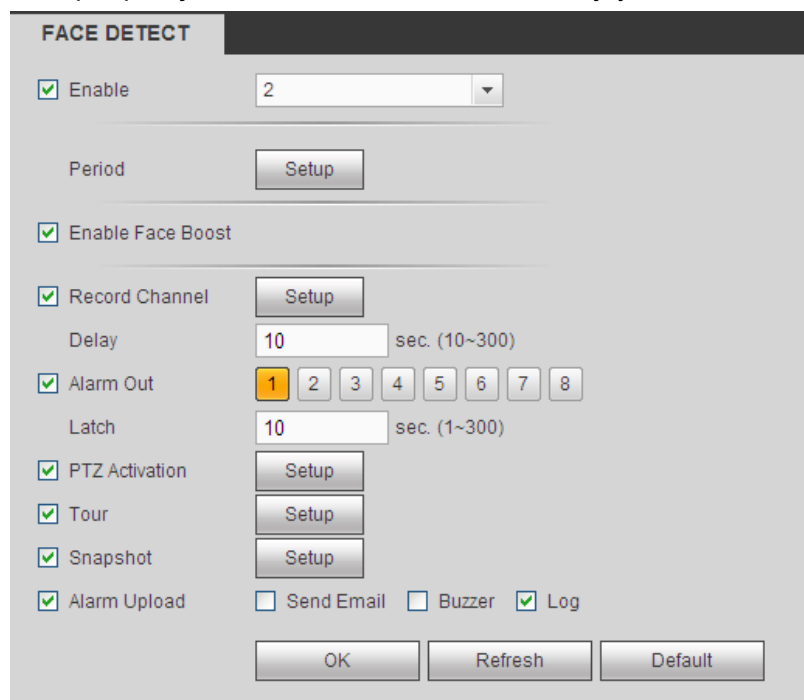 FACE DETECT
Enable 2
Period Setup
Enable Face Boost
Record Channel Setup
Delay 10 sec. (10~300)
Alarm Out 1 2 3 4 5 6 7 8
Latch 10 sec. (1~300)
PTZ Activation Setup
Tour Setup
Snapshot Setup
Alarm Upload Send Email Buzzer Log
OK Refresh Default